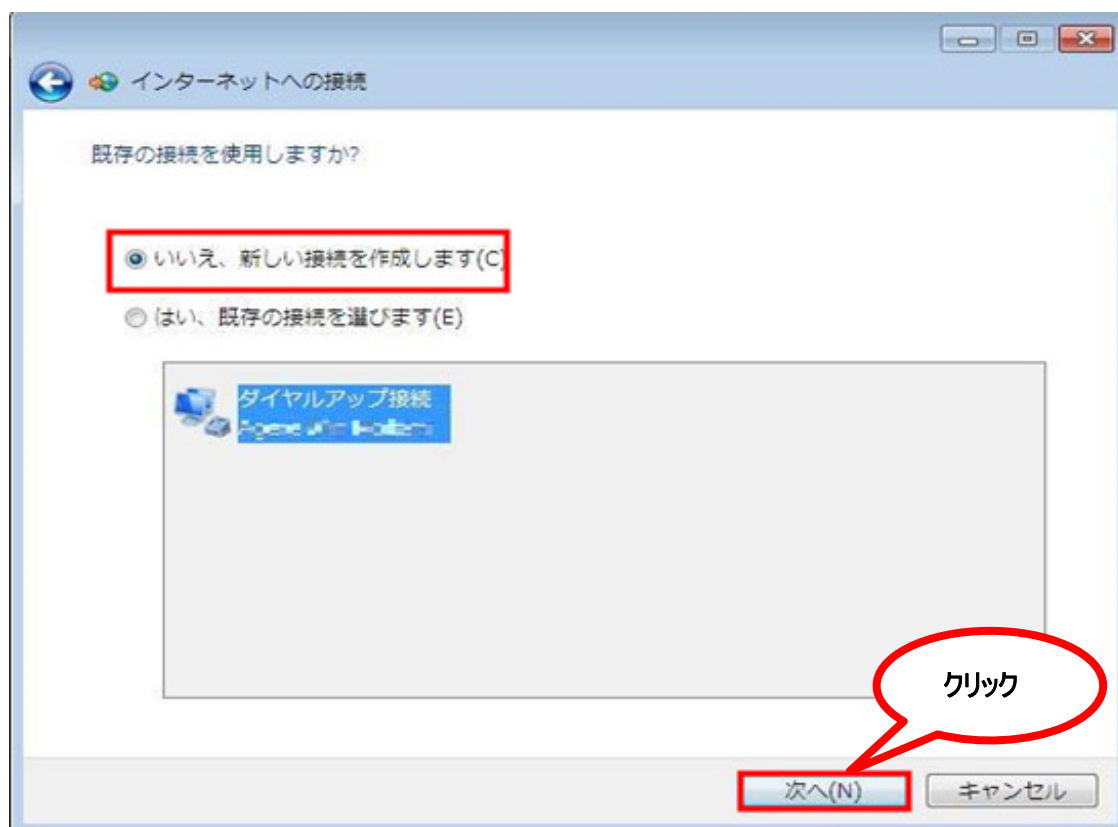 インターネットへの接続
既存の接続を使用しますか?
いいえ、新しい接続を作成します(C)
はい、既存の接続を選びます(E)
ダイヤルアップ接続
クリック
次へ(N)
キャンセル